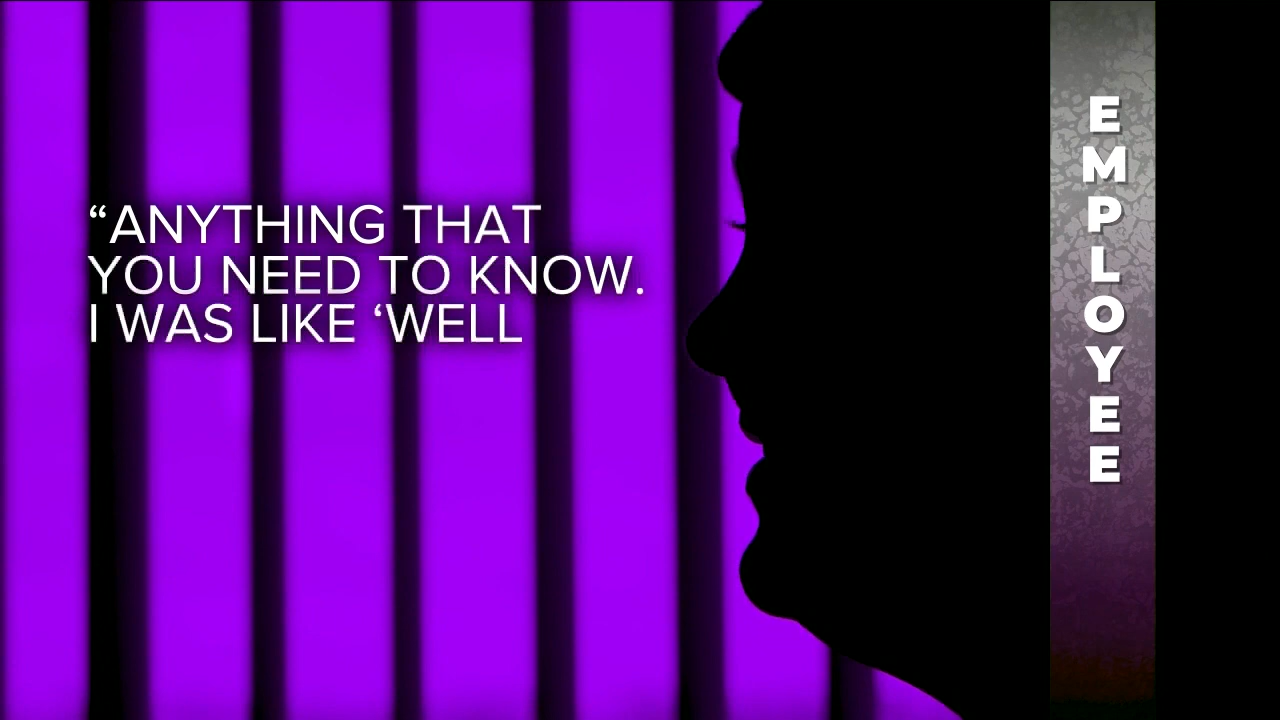 “ANYTHING THAT
YOU NEED TO KNOW.
I WAS LIKE ‘WELL
EMPLOYEE